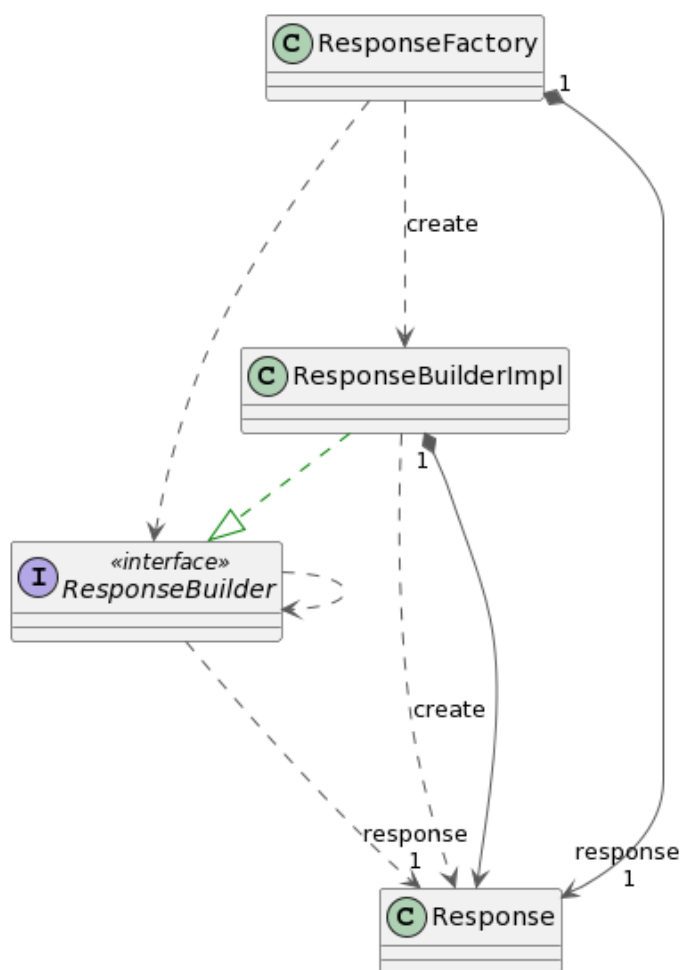 C ResponseFactory
1
create
C ResponseBuilderImpl
1
«interface»
I ResponseBuilder
create
response
1
response
1
C Response